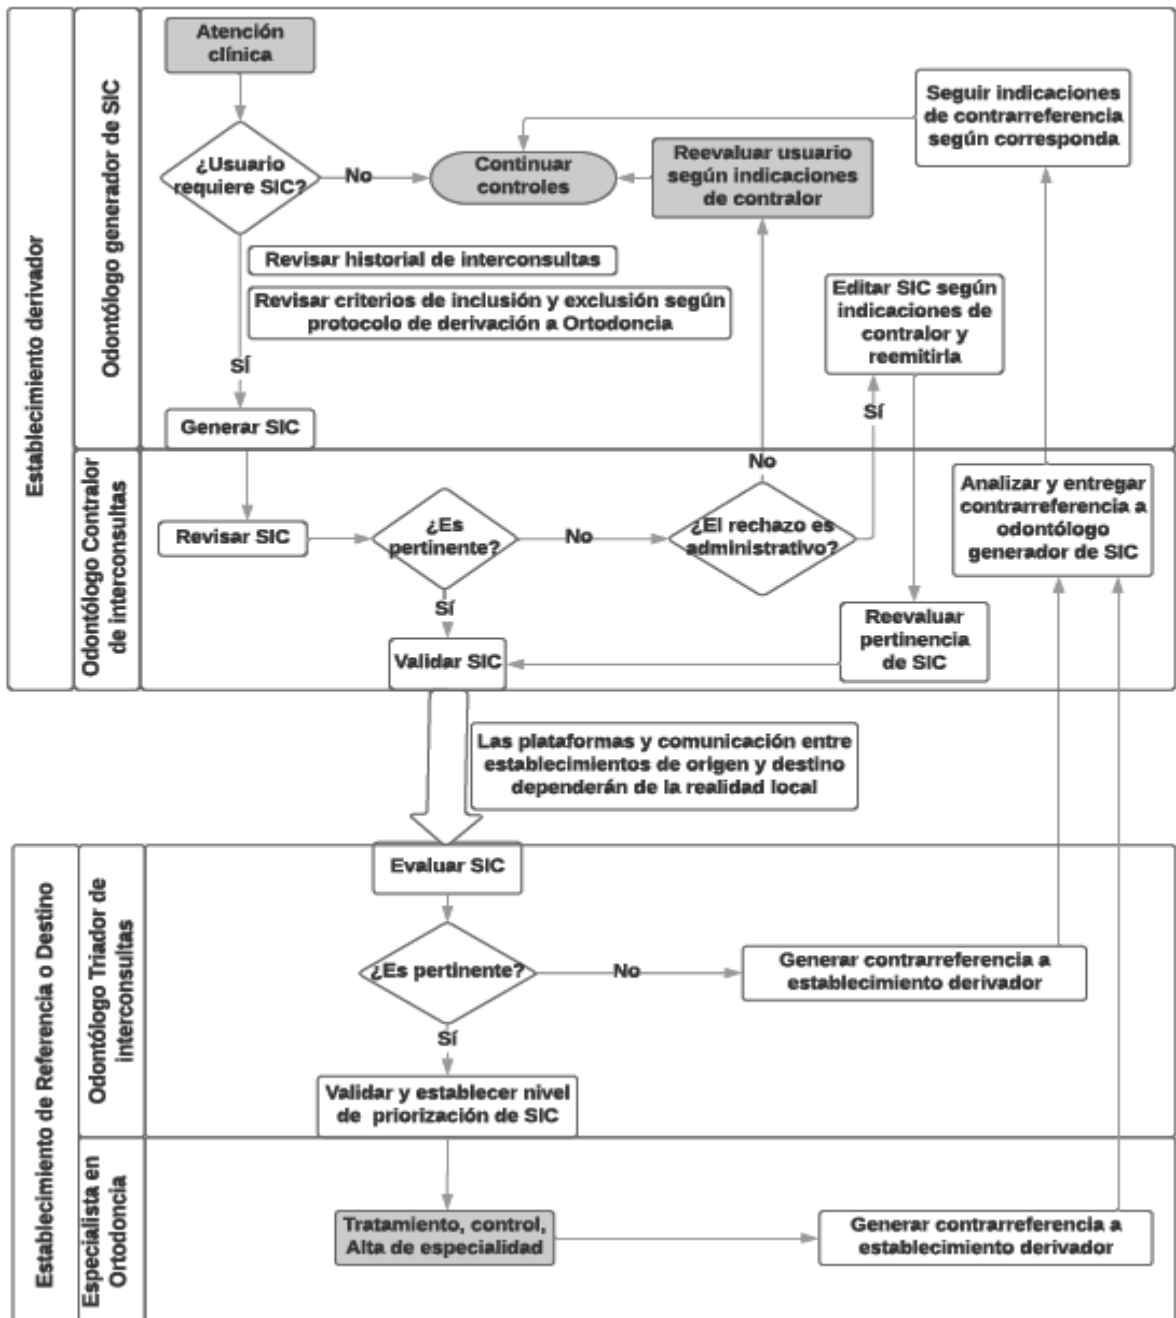 Establecimiento derivador
Odontólogo generador de SIC
Atención
clínica
¿Usuario
requiere SIC?
No
Continuar
controles
Reevaluar usuario
según indicaciones
de contralor
Seguir indicaciones
de contrarreferencia
según corresponda
Revisar historial de interconsultas
Revisar criterios de inclusión y exclusión según
protocolo de derivación a Ortodoncia
Editar SIC según
indicaciones de
contralor y
reemitirla
SÍ
Generar SIC
Sí
Odontólogo Contralor
de interconsultas
Revisar SIC
¿Es
pertinente?
No
No
¿El rechazo es
administrativo?
Analizar y entregar
contrarreferencia a
odontólogo
generador de SIC
Sí
Validar SIC
Reevaluar
pertinencia
de SIC
Las plataformas y comunicación entre
establecimientos de origen y destino
dependerán de la realidad local
Establecimiento de Referencia o Destino
Odontólogo Triador de
interconsultas
Evaluar SIC
¿Es pertinente?
No
Generar contrarreferencia a
establecimiento derivador
Sí
Validar y establecer nivel
de priorización de SIC
Especialista en
Ortodoncia
Tratamiento, control,
Alta de especialidad
Generar contrarreferencia a
establecimiento derivador